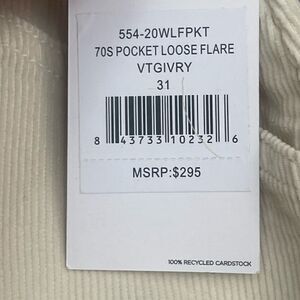 554-20WLFPKT
70S POCKET LOOSE FLARE
VTGIVRY
31
8 43733 10232 6
MSRP:$295
100% RECYCLED CARDSTOCK